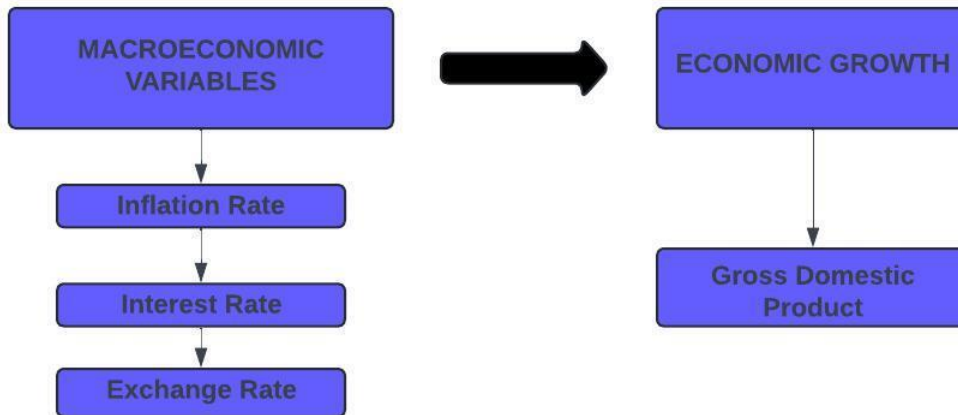 MACROECONOMIC
VARIABLES
ECONOMIC GROWTH
Inflation Rate
Interest Rate
Exchange Rate
Gross Domestic
Product